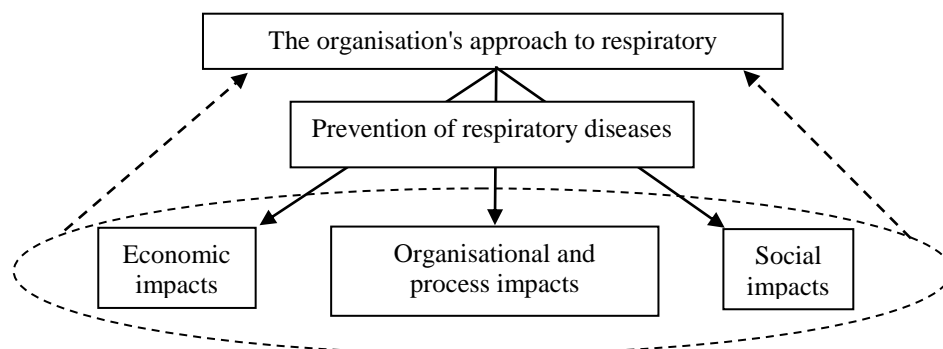 The organisation's approach to respiratory
Prevention of respiratory diseases
Economic
impacts
Organisational and
process impacts
Social
impacts